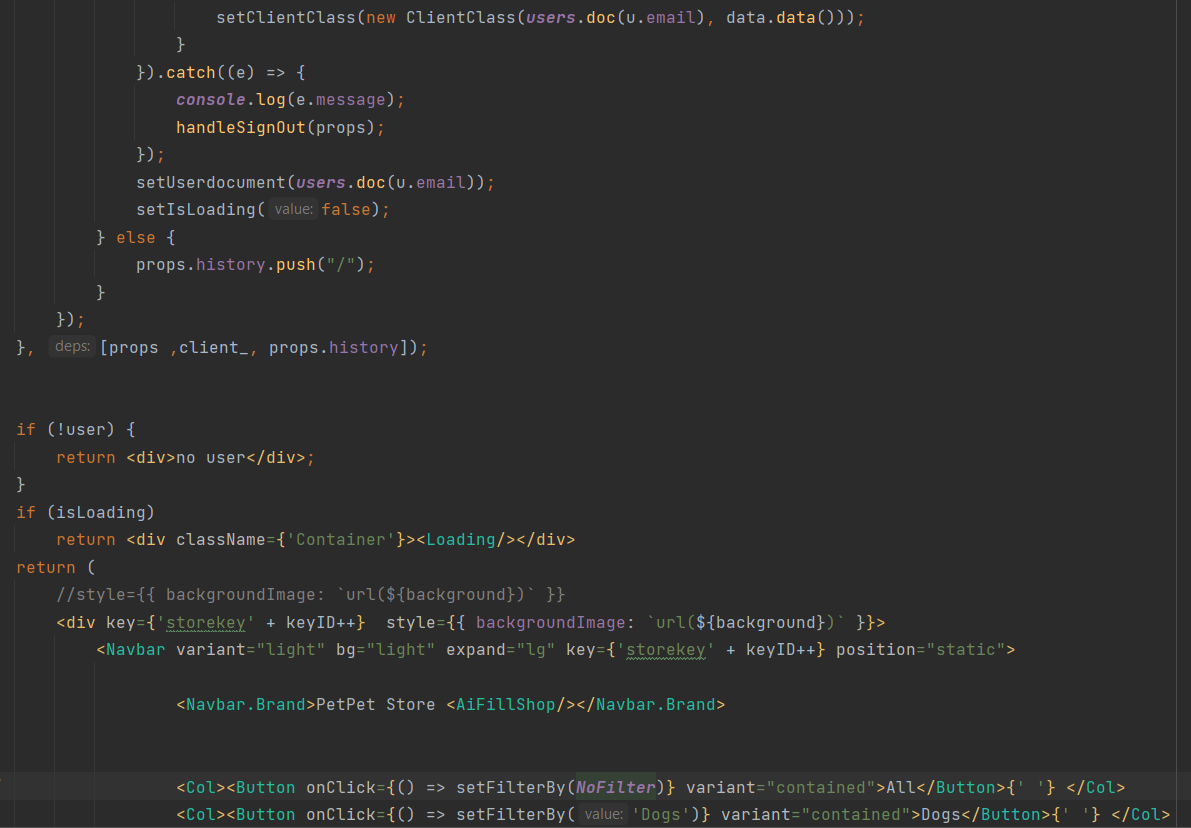 setClientClass(new ClientClass(users.doc(u.email), data.data()));
}
}).catch((e) => {
console.log(e.message);
handleSignOut(props);
});
setUserdocument(users.doc(u.email));
setIsLoading( value: false);
} else {
props.history.push("/");
}
});
}, deps: [props ,client_, props.history]);
if (!user) {
return <div>no user</div>;
}
if (isLoading)
return <div className={'Container'}><Loading/></div>
return (
//style={{ backgroundImage: `url(${background})` }}
<div key={'storekey' + keyID++}  style={{ backgroundImage: `url(${background})` }}>
<Navbar variant="light" bg="light" expand="lg" key={'storekey' + keyID++} position="static">
<Navbar.Brand>PetPet Store <AiFillShop/></Navbar.Brand>
<Col><Button onClick={() => setFilterBy(NoFilter)} variant="contained">All</Button>{' '} </Col>
<Col><Button onClick={() => setFilterBy( value: 'Dogs')} variant="contained">Dogs</Button>{' '} </Col>